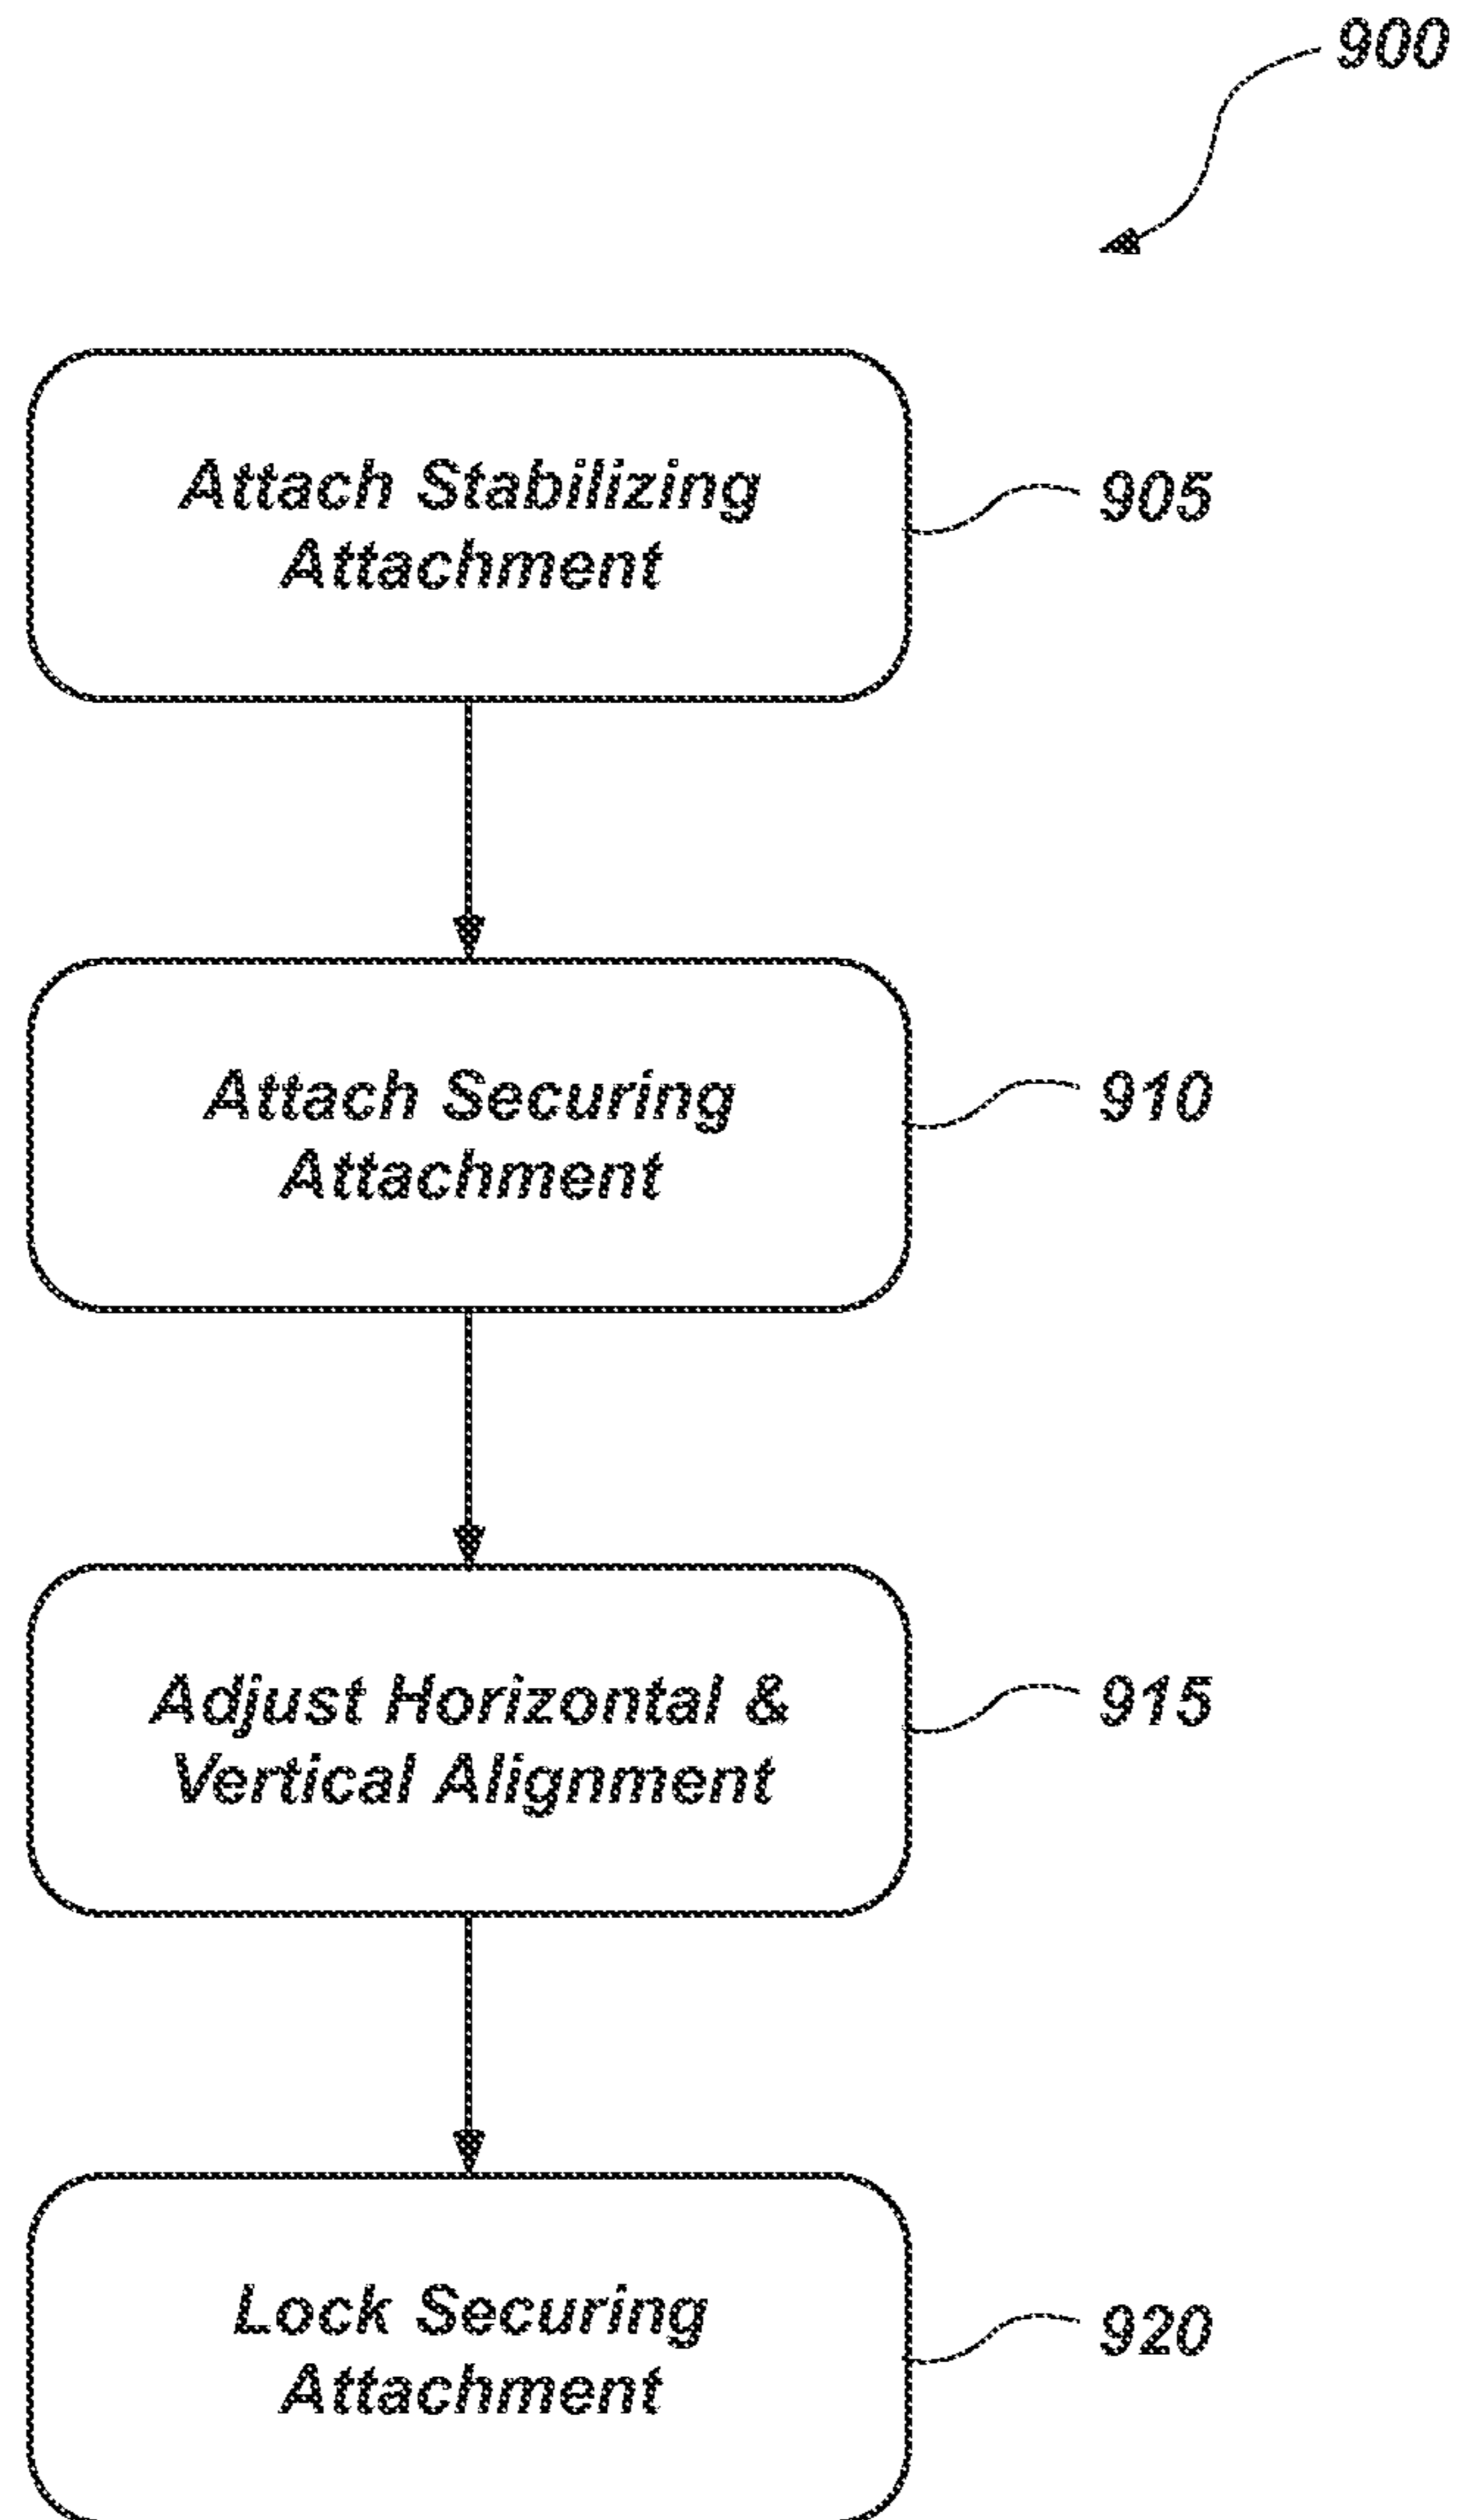 900
Attach Stabilizing
Attachment
905
Attach Securing
Attachment
910
Adjust Horizontal &
Vertical Alignment
915
Lock Securing
Attachment
920